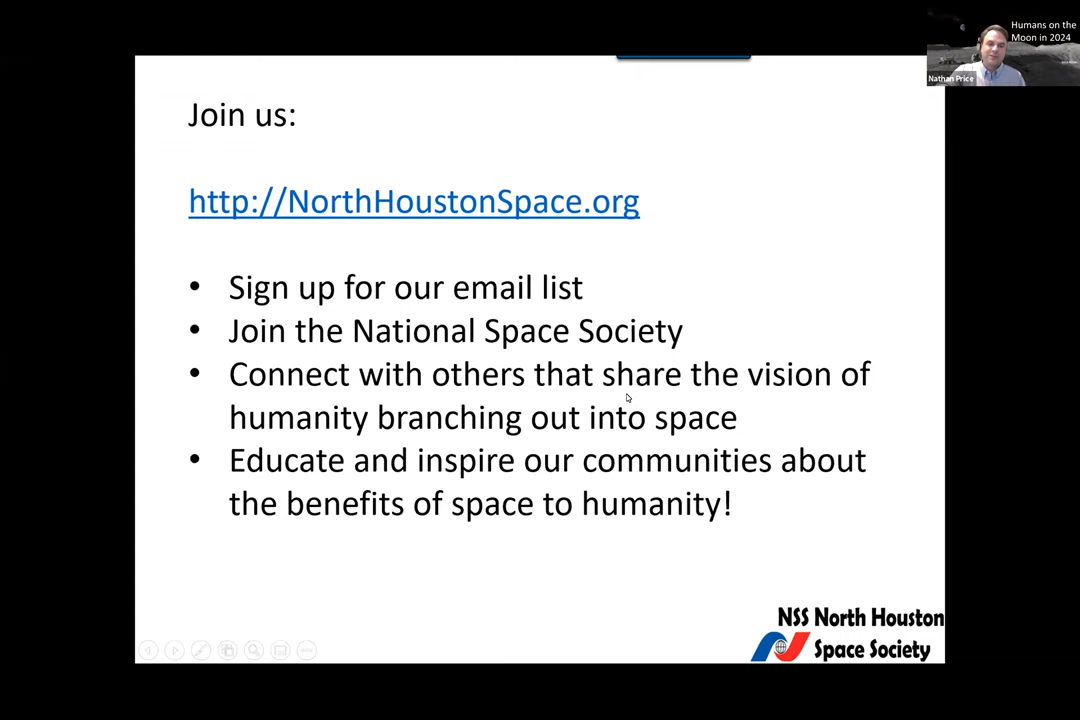 Humans on the
Moon in 2024
Nathan Price
Join us:
http://NorthHoustonSpace.org
• Sign up for our email list
• Join the National Space Society
• Connect with others that share the vision of
humanity branching out into space
• Educate and inspire our communities about
the benefits of space to humanity!
NSS North Houston
Space Society